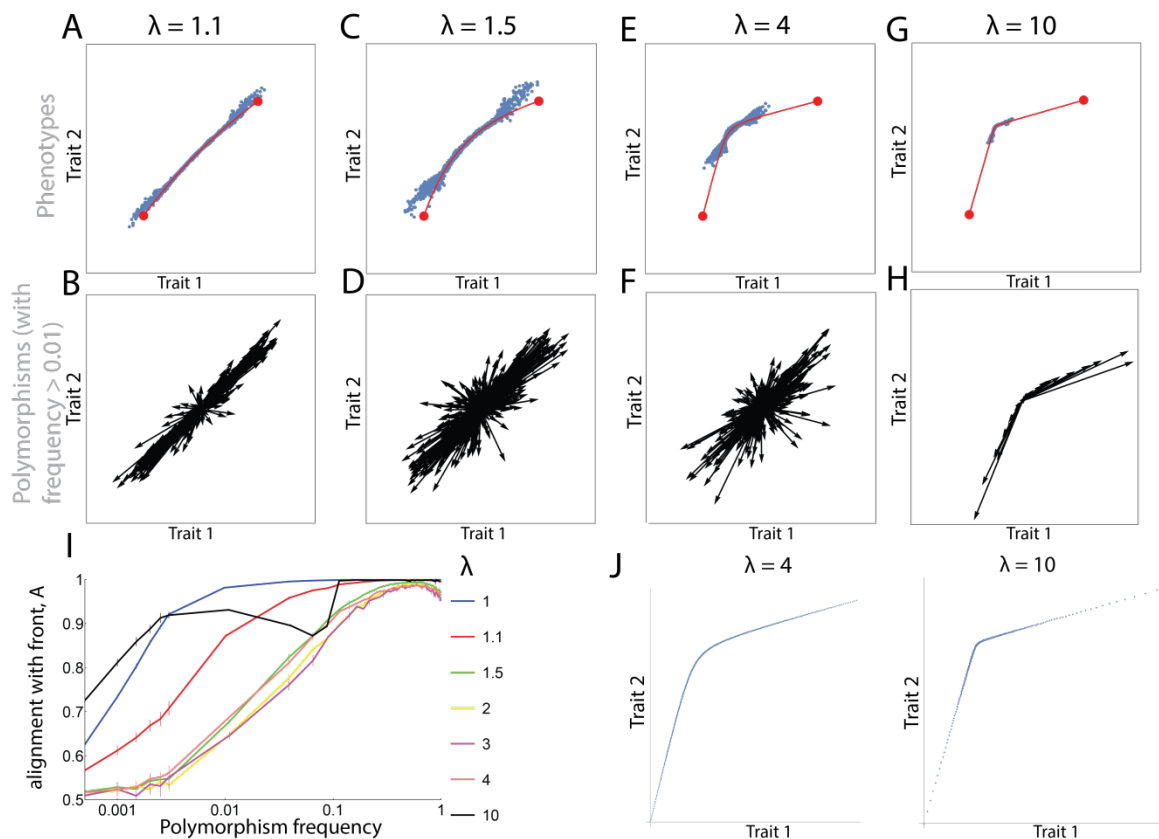 A
λ = 1.1
C
λ = 1.5
E
λ = 4
G
λ = 10
Phenotypes
Trait 2
Trait 1
Trait 2
Trait 1
Trait 2
Trait 1
Trait 2
Trait 1
B
D
F
H
Polymorphisms (with
frequency > 0.01)
Trait 2
Trait 1
Trait 2
Trait 1
Trait 2
Trait 1
Trait 2
Trait 1
I
alignment with front, A
1
0.9
0.8
0.7
0.6
0.5
0.001
0.01
0.1
1
Polymorphism frequency
λ
1
1.1
1.5
2
3
4
10
J
λ = 4
Trait 2
Trait 1
λ = 10
Trait 2
Trait 1